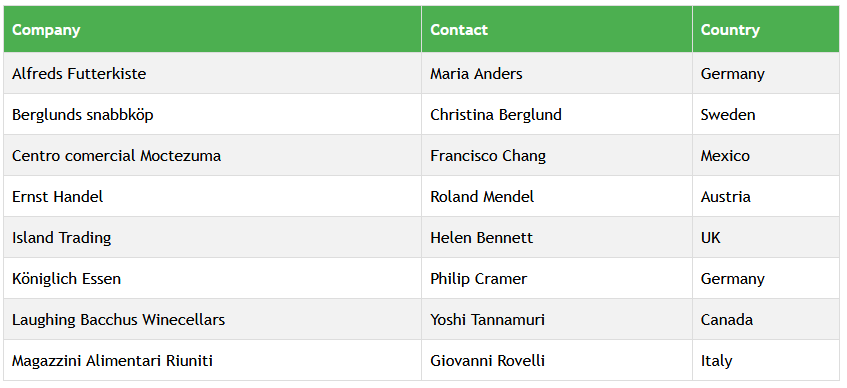 Company Contact Country
Alfreds Futterkiste Maria Anders Germany
Berglunds snabbköp Christina Berglund Sweden
Centro comercial Moctezuma Francisco Chang Mexico
Ernst Handel Roland Mendel Austria
Island Trading Helen Bennett UK
Königlich Essen Philip Cramer Germany
Laughing Bacchus Winecellars Yoshi Tannamuri Canada
Magazzini Alimentari Riuniti Giovanni Rovelli Italy